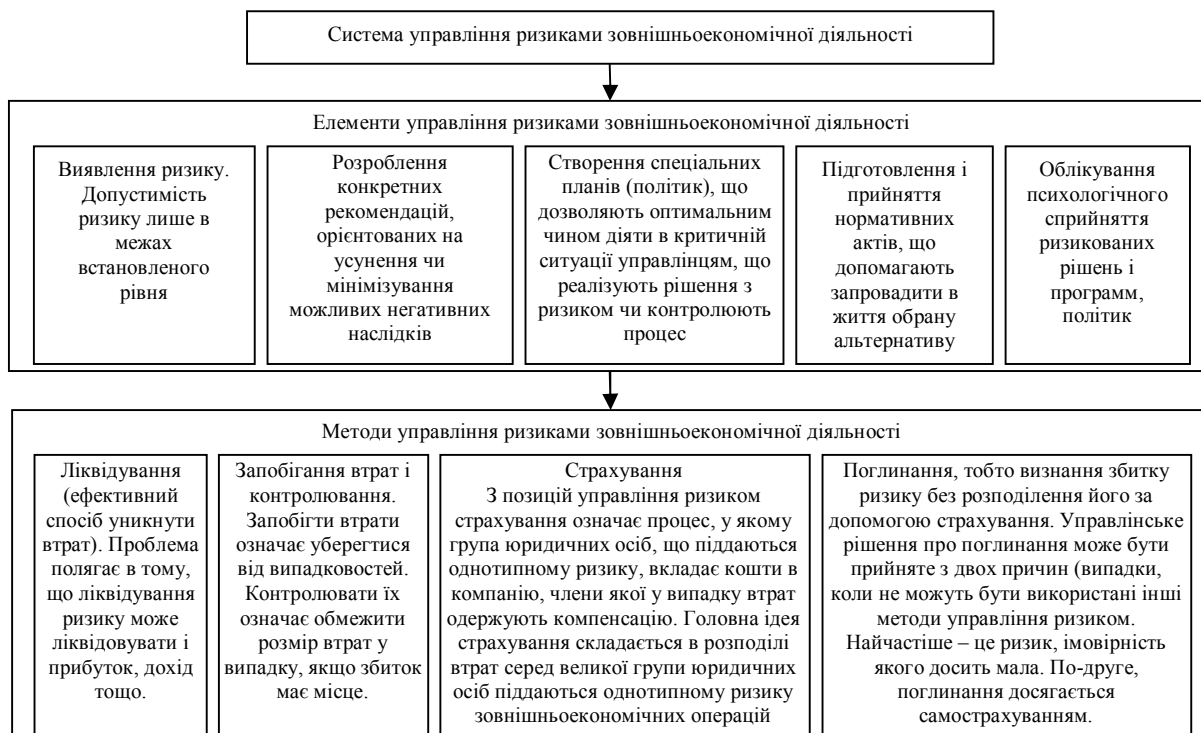 Система управління ризиками зовнішньоекономічної діяльності
Елементи управління ризиками зовнішньоекономічної діяльності
Виявлення ризику.
Допустимість
ризику лише в
межах
встановленого
рівня
Розроблення
конкретних
рекомендацій,
орієнтованих на
усунення чи
мінімізування
можливих негативних
наслідків
Створення спеціальних
планів (політик), що
дозволяють оптимальним
чином діяти в критичній
ситуації управлінцям, що
реалізують рішення з
ризиком чи контролюють
процес
Підготовлення і
прийняття
нормативних
актів, що
допомагають
запровадити в
життя обрану
альтернативу
Облікування
психологічного
сприйняття
ризикованих
рішень і
программ,
політик
Методи управління ризиками зовнішньоекономічної діяльності
Ліквідування
(ефективний
спосіб уникнути
втрат). Проблема
полягає в тому,
що ліквідування
ризику може
ліквідовувати і
прибуток, дохід
тощо.
Запобігання втрат і
контролювання.
Запобігти втрати
означає уберегтися
від випадковостей.
Контролювати їх
означає обмежити
розмір втрат у
випадку, якщо збиток
має місце.
Страхування
З позицій управління ризиком
страхування означає процес, у якому
група юридичних осіб, що піддаються
однотипному ризику, вкладає кошти в
компанію, члени якої у випадку втрат
одержують компенсацію. Головна ідея
страхування складається в розподілі
втрат серед великої групи юридичних
осіб піддаються однотипному ризику
зовнішньоекономічних операцій
Поглинання, тобто визнання збитку
ризику без розподілення його за
допомогою страхування. Управлінське
рішення про поглинання може бути
прийняте з двох причин (випадки,
коли не можуть бути використані інші
методи управління ризиком.
Найчастіше – це ризик, імовірність
якого досить мала. По-друге,
поглинання досягається
самострахуванням.